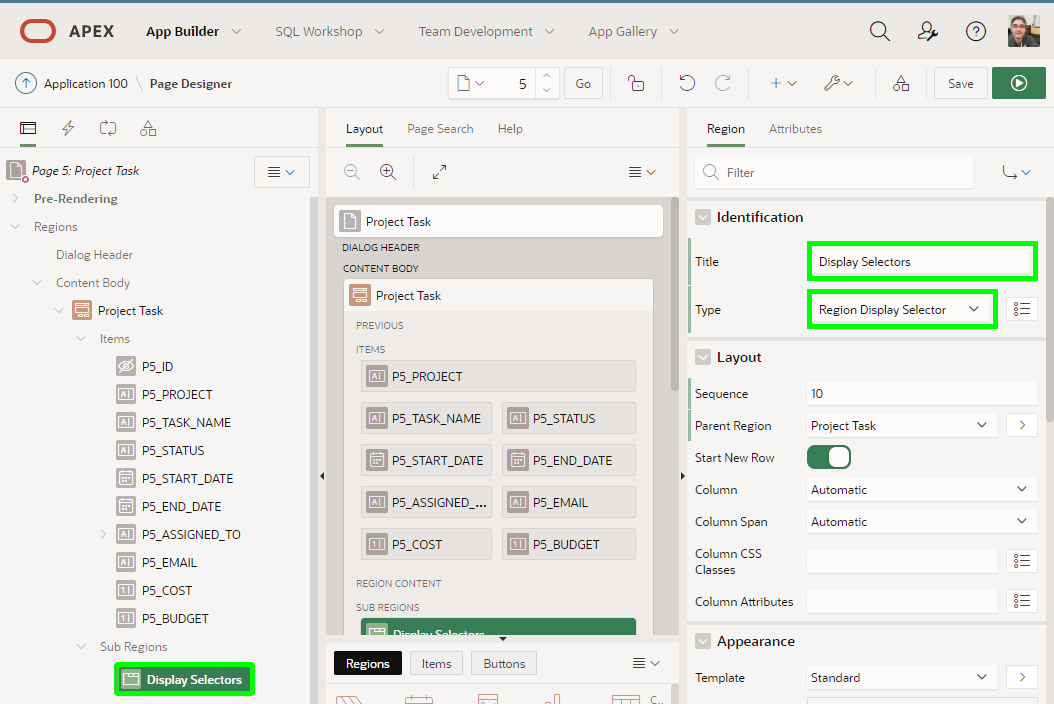 APEX App Builder SQL Workshop Team Development App Gallery
Application 100 \ Page Designer 5 Go Save
Layout Page Search Help
Region Attributes
Page 5: Project Task
Pre-Rendering
Regions
Dialog Header
Content Body
Project Task
Items
P5_ID
P5_PROJECT
P5_TASK_NAME
P5_STATUS
P5_START_DATE
P5_END_DATE
P5_ASSIGNED_TO
P5_EMAIL
P5_COST
P5_BUDGET
Sub Regions
Display Selectors
Project Task
DIALOG HEADER
CONTENT BODY
Project Task
PREVIOUS
ITEMS
P5_PROJECT
P5_TASK_NAME P5_STATUS
P5_START_DATE P5_END_DATE
P5_ASSIGNED_... P5_EMAIL
P5_COST P5_BUDGET
REGION CONTENT
SUB REGIONS
Display Selectors
Regions Items Buttons
C...
Filter
Identification
Title Display Selectors
Type Region Display Selector
Layout
Sequence 10
Parent Region Project Task
Start New Row
Column Automatic
Column Span Automatic
Column CSS
Classes
Column Attributes
Appearance
Template Standard